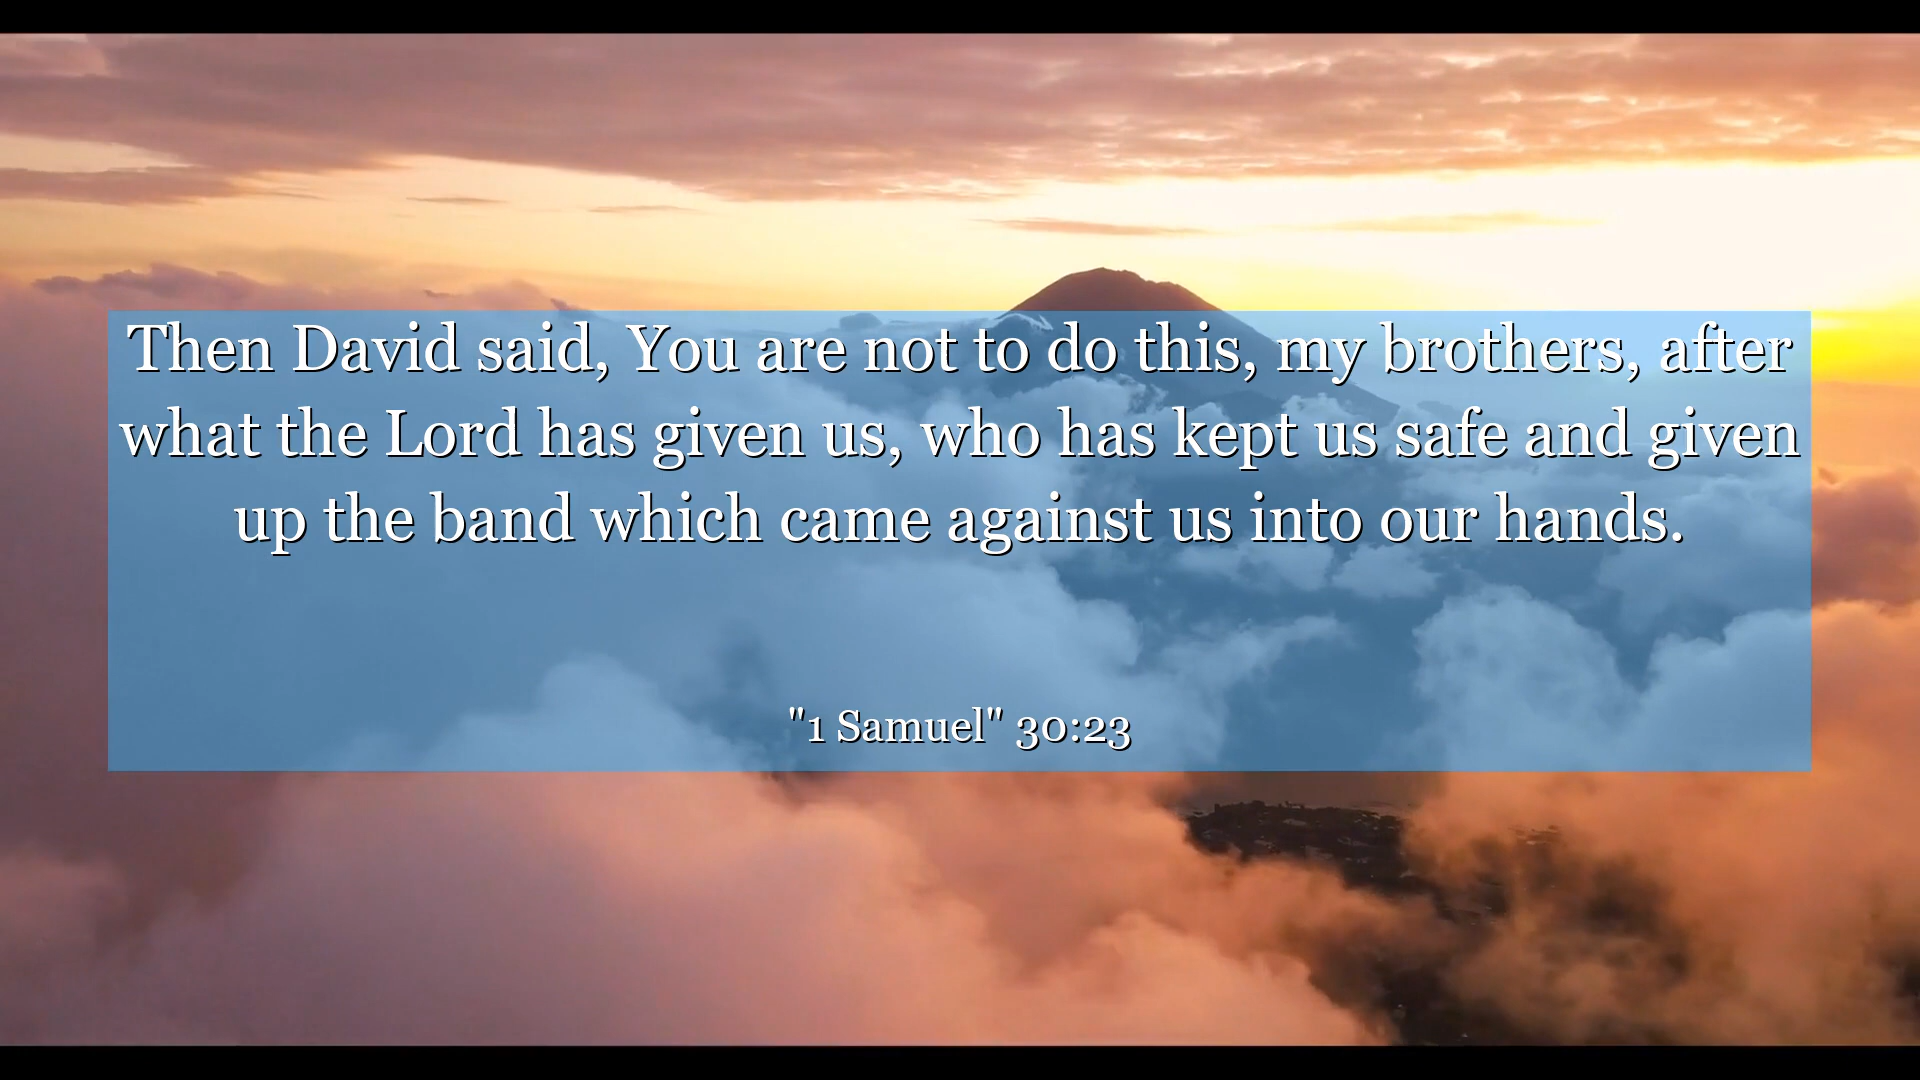 Then David said, You are not to do this, my brothers, after
what the Lord has given us, who has kept us safe and given
up the band which came against us into our hands.
"1 Samuel" 30:23